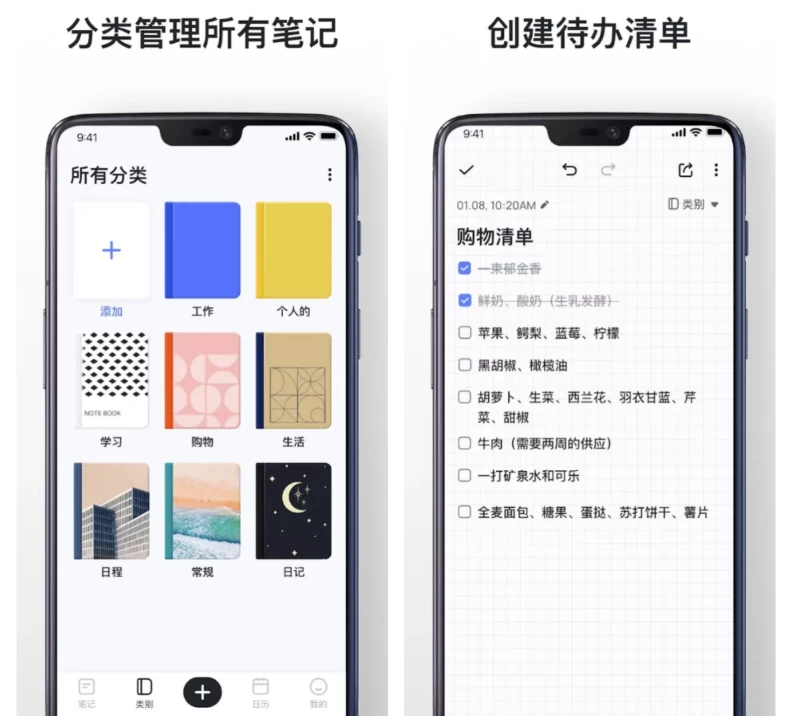 分类管理所有笔记
9:41
所有分类
添加
工作
个人的
NOTE BOOK
学习
购物
生活
日程
常规
日记
笔记
类别
日历
我的
创建待办清单
9:41
01.08, 10:20AM
类别
购物清单
一束郁金香
鲜奶、酸奶（生乳发酵）
苹果、鳄梨、蓝莓、柠檬
黑胡椒、橄榄油
胡萝卜、生菜、西兰花、羽衣甘蓝、芹
菜、甜椒
牛肉（需要两周的供应）
一打矿泉水和可乐
全麦面包、糖果、蛋挞、苏打饼干、薯片